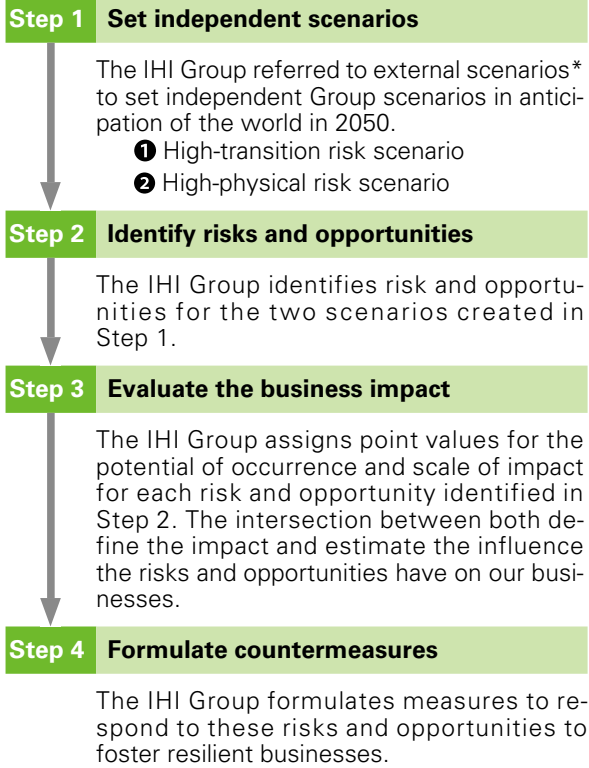 Step 1 Set independent scenarios
The IHI Group referred to external scenarios*
to set independent Group scenarios in antici-
pation of the world in 2050.
❶ High-transition risk scenario
❷ High-physical risk scenario
Step 2 Identify risks and opportunities
The IHI Group identifies risk and opportu-
nities for the two scenarios created in
Step 1.
Step 3 Evaluate the business impact
The IHI Group assigns point values for the
potential of occurrence and scale of impact
for each risk and opportunity identified in
Step 2. The intersection between both de-
fine the impact and estimate the influence
the risks and opportunities have on our busi-
nesses.
Step 4 Formulate countermeasures
The IHI Group formulates measures to re-
spond to these risks and opportunities to
foster resilient businesses.